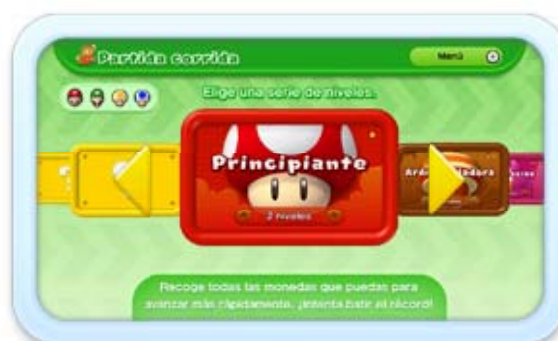 Partida corrida
Menú
Elige una serie de niveles.
Principiante
2 niveles
Recoge todas las monedas que puedas para
avanzar más rápidamente. ¡Intenta batir el récord!